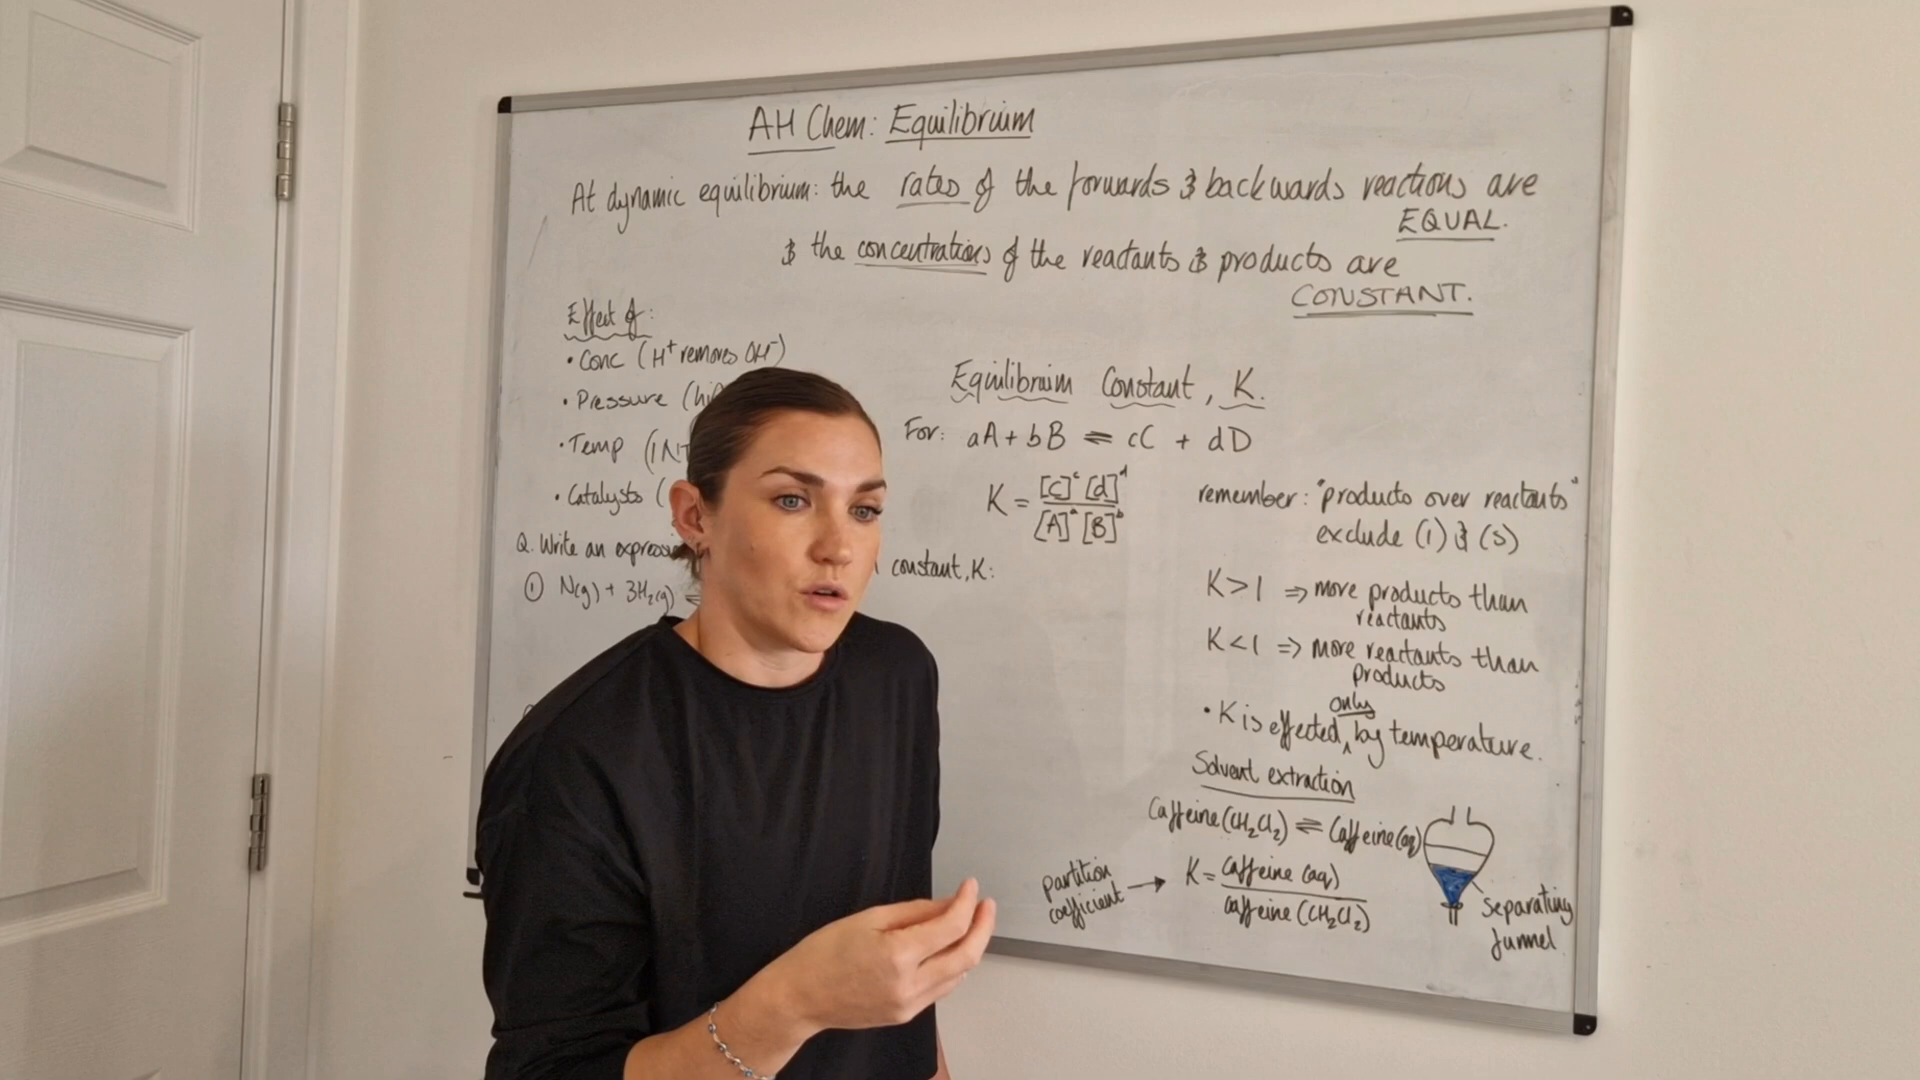 AH Chem: Equilibrium
At dynamic equilibrium: the rates of the forwards & backwards reactions are
EQUAL.
& the concentrations of the reactants & products are
CONSTANT.
Effect of:
• Conc (H⁺ removes OH⁻)
• Pressure (
• Temp (
• Catalysts (
Q. Write an constant, K:
① N(g) + 3H₂(g) ⇌
Equilibrium Constant, K.
For: aA + bB ⇌ cC + dD
K = [C]ᶜ [d]ᵈ
[A]ᵃ [B]ᵇ
remember: "products over reactants"
exclude (l) & (s)
K > 1 ⇒ more products than
reactants
K < 1 ⇒ more reactants than
products
only
• K is effected ^ by temperature.
Solvent extraction
Caffeine (CH₂Cl₂) ⇌ Caffeine (aq)
partition
coefficient →
K = caffeine (aq)
caffeine (CH₂Cl₂)
separating
funnel